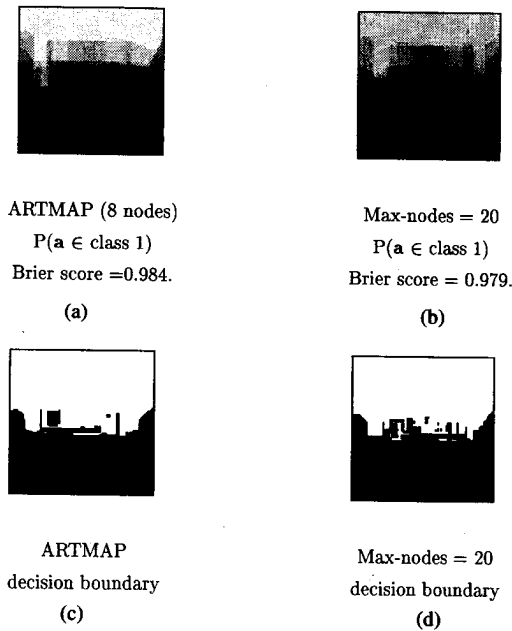 ARTMAP (8 nodes)
P(a ∈ class 1)
Brier score =0.984.
(a)
Max-nodes = 20
P(a ∈ class 1)
Brier score = 0.979.
(b)
ARTMAP
decision boundary
(c)
Max-nodes = 20
decision boundary
(d)